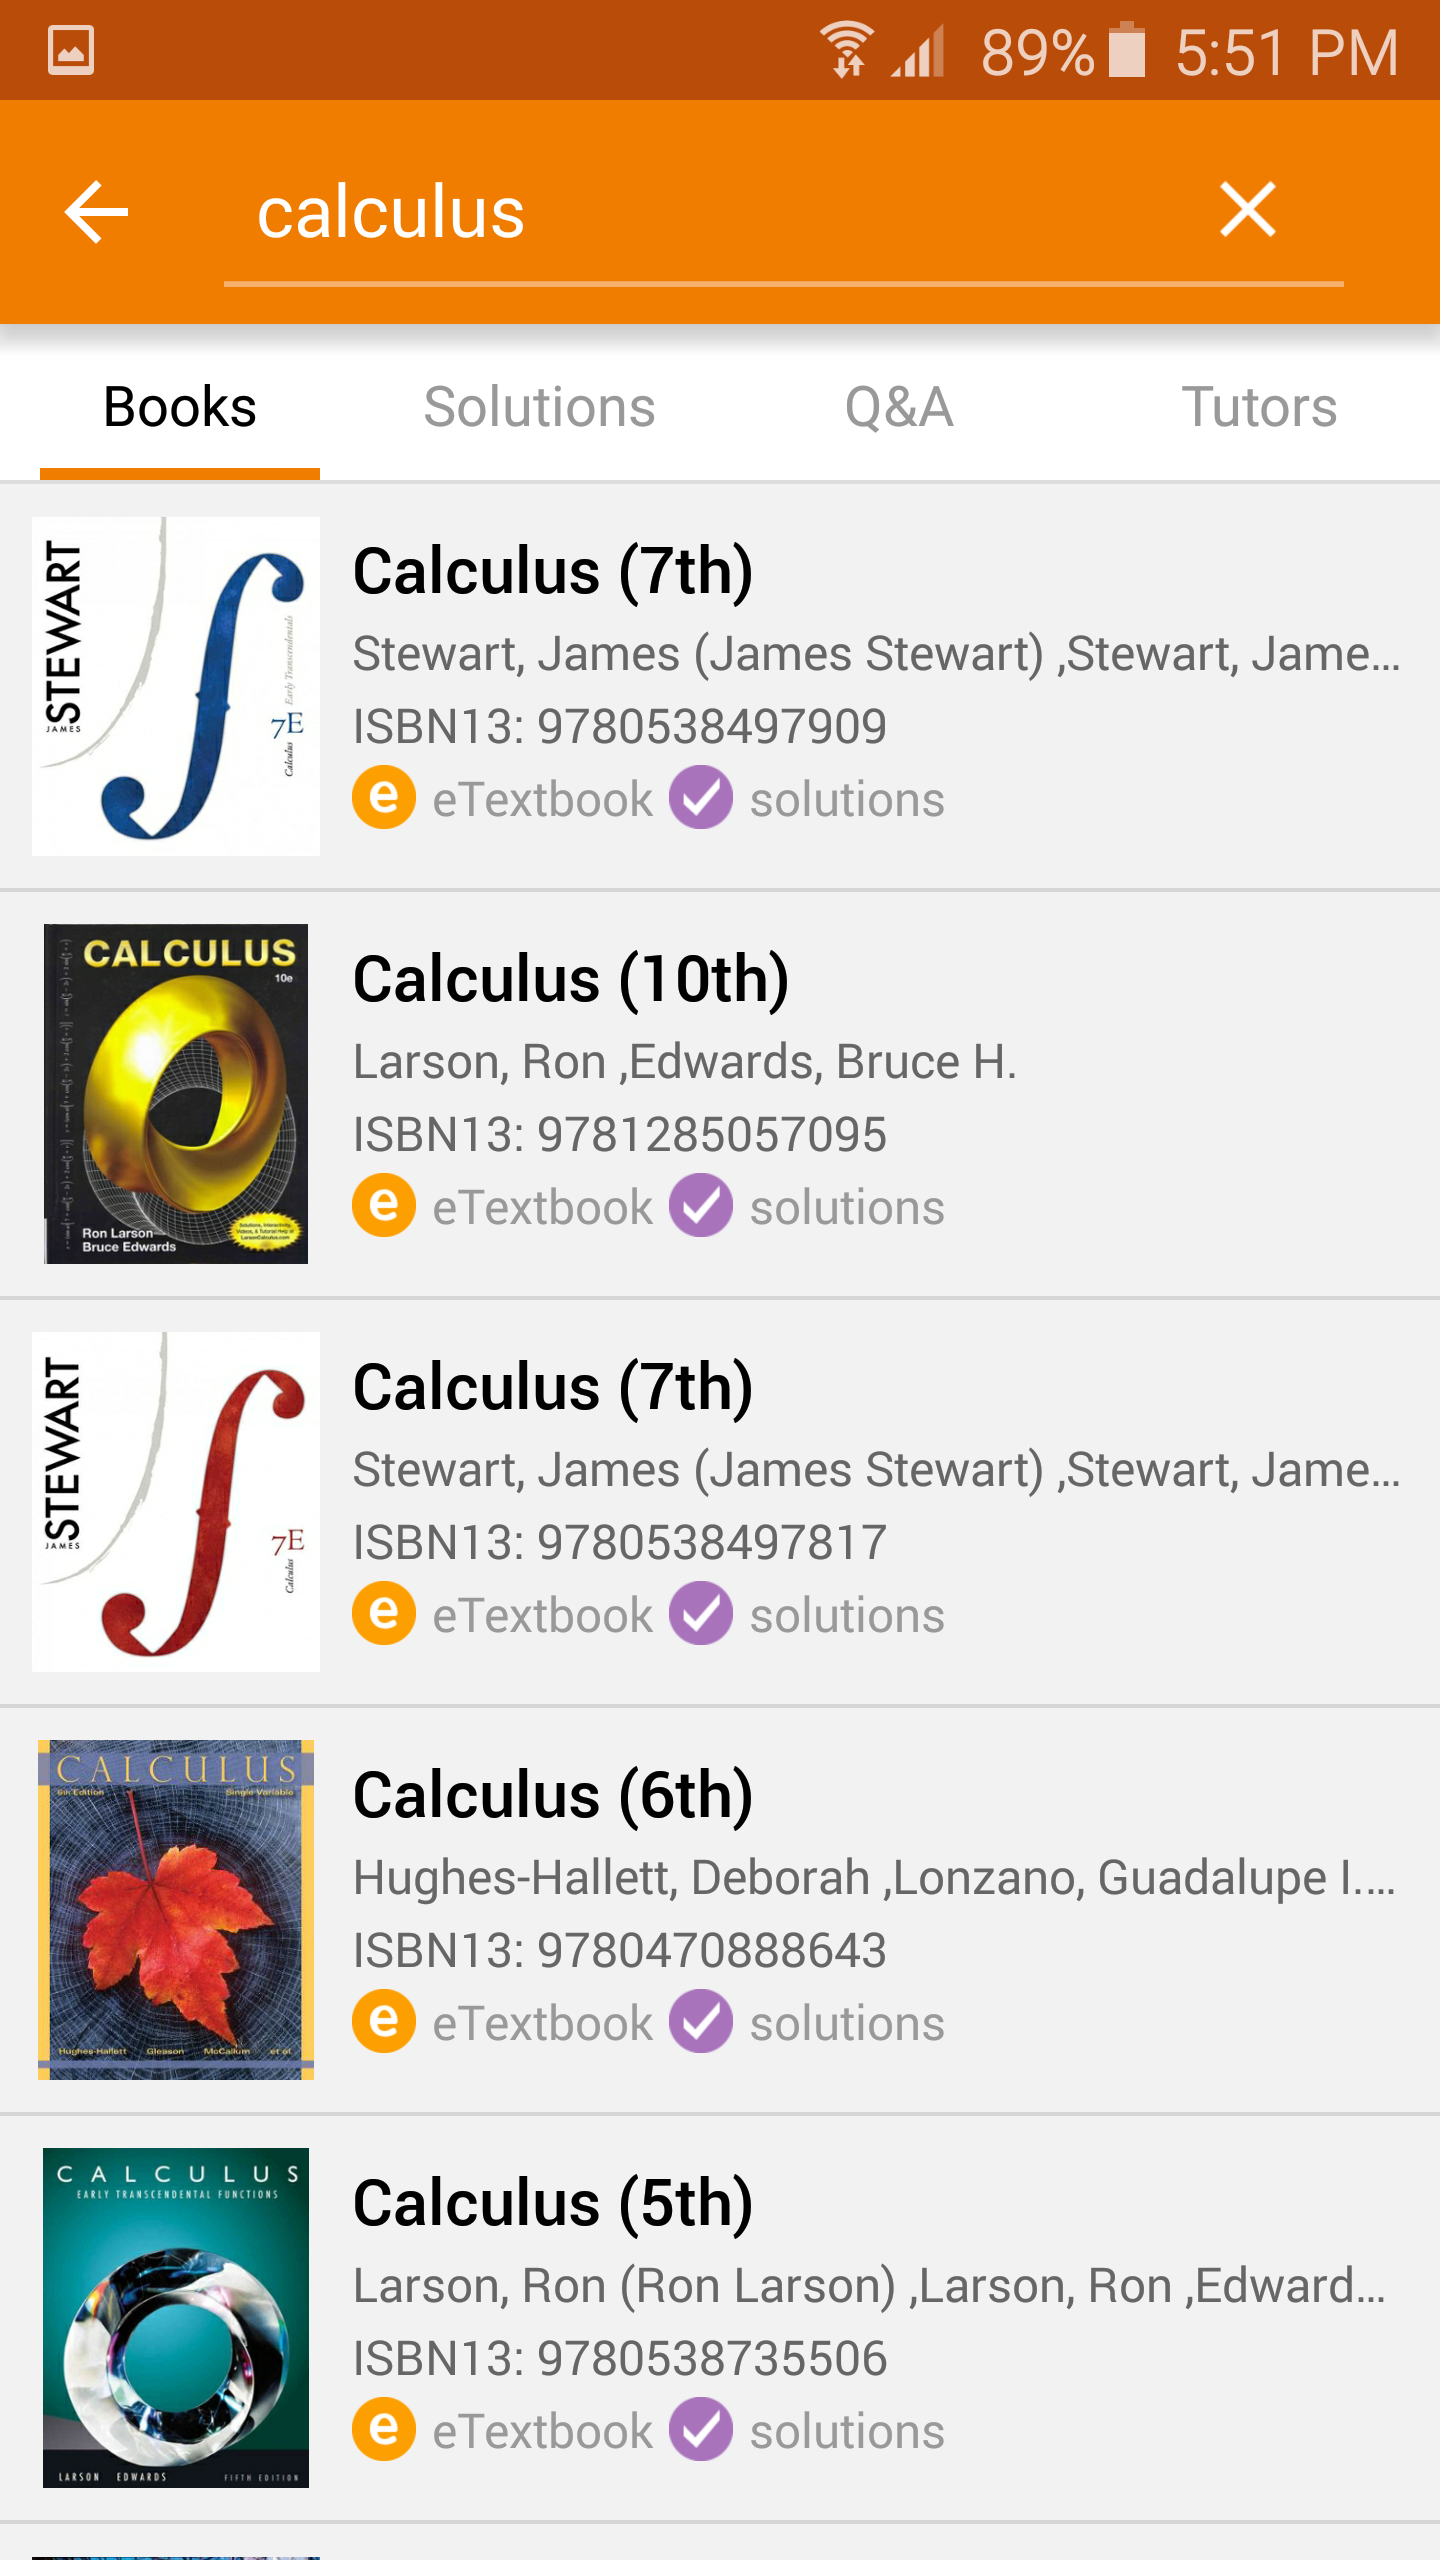 89% 5:51 PM
calculus
Books Solutions Q&A Tutors
JAMES STEWART
Early Transcendentals
7E
Calculus
Calculus (7th)
Stewart, James (James Stewart) ,Stewart, Jame...
ISBN13: 9780538497909
e eTextbook solutions
CALCULUS
10e
Ron Larson
Bruce Edwards
Calculus (10th)
Larson, Ron ,Edwards, Bruce H.
ISBN13: 9781285057095
e eTextbook solutions
JAMES STEWART
7E
Calculus
Calculus (7th)
Stewart, James (James Stewart) ,Stewart, Jame...
ISBN13: 9780538497817
e eTextbook solutions
CALCULUS
6th Edition Single Variable
Hughes-Hallett Gleason McCallum et al
Calculus (6th)
Hughes-Hallett, Deborah ,Lonzano, Guadalupe I....
ISBN13: 9780470888643
e eTextbook solutions
CALCULUS
EARLY TRANSCENDENTAL FUNCTIONS
LARSON EDWARDS FIFTH EDITION
Calculus (5th)
Larson, Ron (Ron Larson) ,Larson, Ron ,Edward...
ISBN13: 9780538735506
e eTextbook solutions